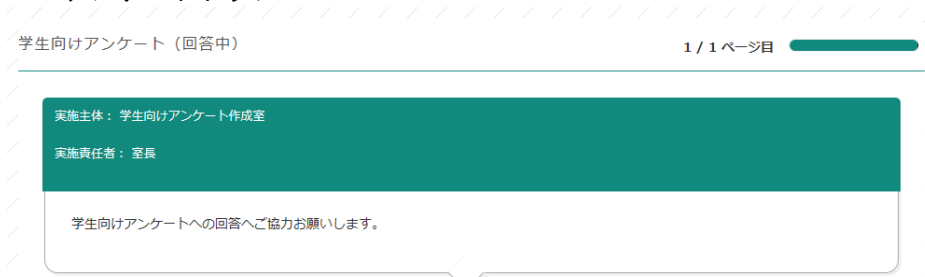 学生向けアンケート（回答中）
1 / 1 ページ目
実施主体： 学生向けアンケート作成室
実施責任者： 室長
学生向けアンケートへの回答へご協力お願いします。